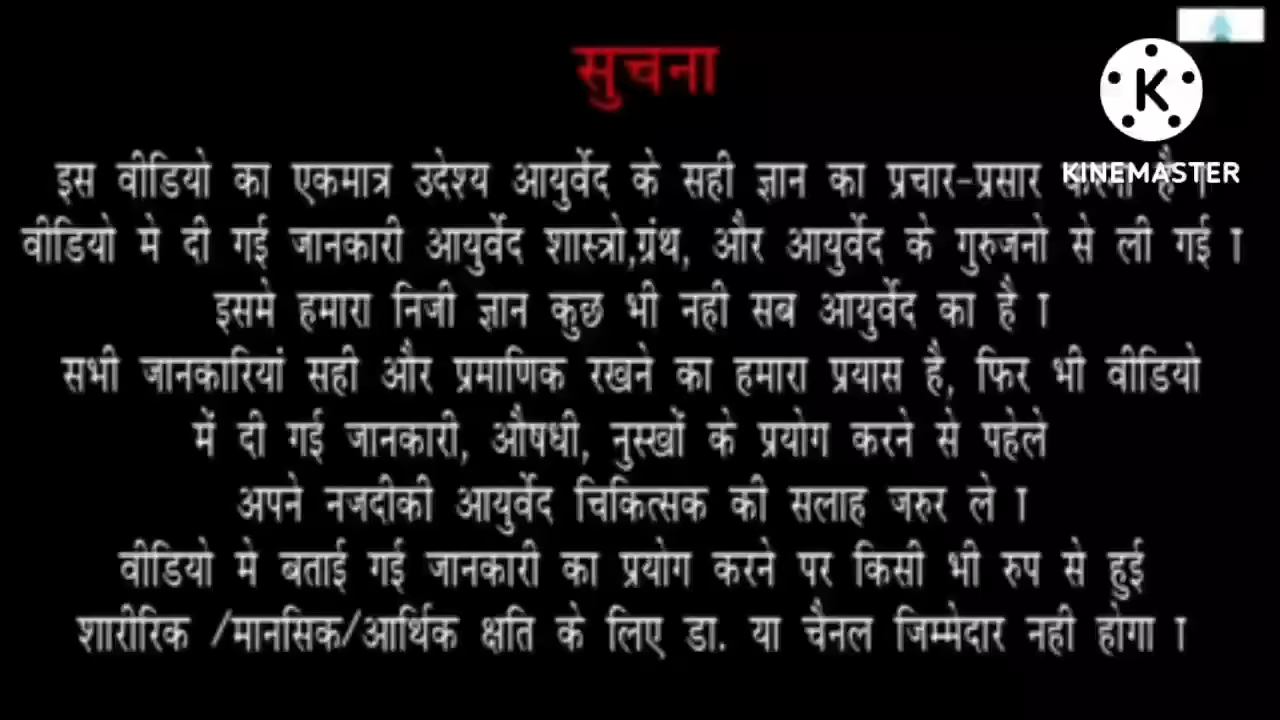 सुचना
K
KINEMASTER
इस वीडियो का एकमात्र उदेश्य आयुर्वेद के सही ज्ञान का प्रचार-प्रसार करना है ।
वीडियो मे दी गई जानकारी आयुर्वेद शास्त्रो,ग्रंथ, और आयुर्वेद के गुरुजनो से ली गई ।
इसमे हमारा निजी ज्ञान कुछ भी नही सब आयुर्वेद का है ।
सभी जानकारियां सही और प्रमाणिक रखने का हमारा प्रयास है, फिर भी वीडियो
में दी गई जानकारी, औषधी, नुस्खों के प्रयोग करने से पहेले
अपने नजदीकी आयुर्वेद चिकित्सक की सलाह जरुर ले ।
वीडियो मे बताई गई जानकारी का प्रयोग करने पर किसी भी रुप से हुई
शारीरिक /मानसिक/आर्थिक क्षति के लिए डा. या चैनल जिम्मेदार नही होगा ।